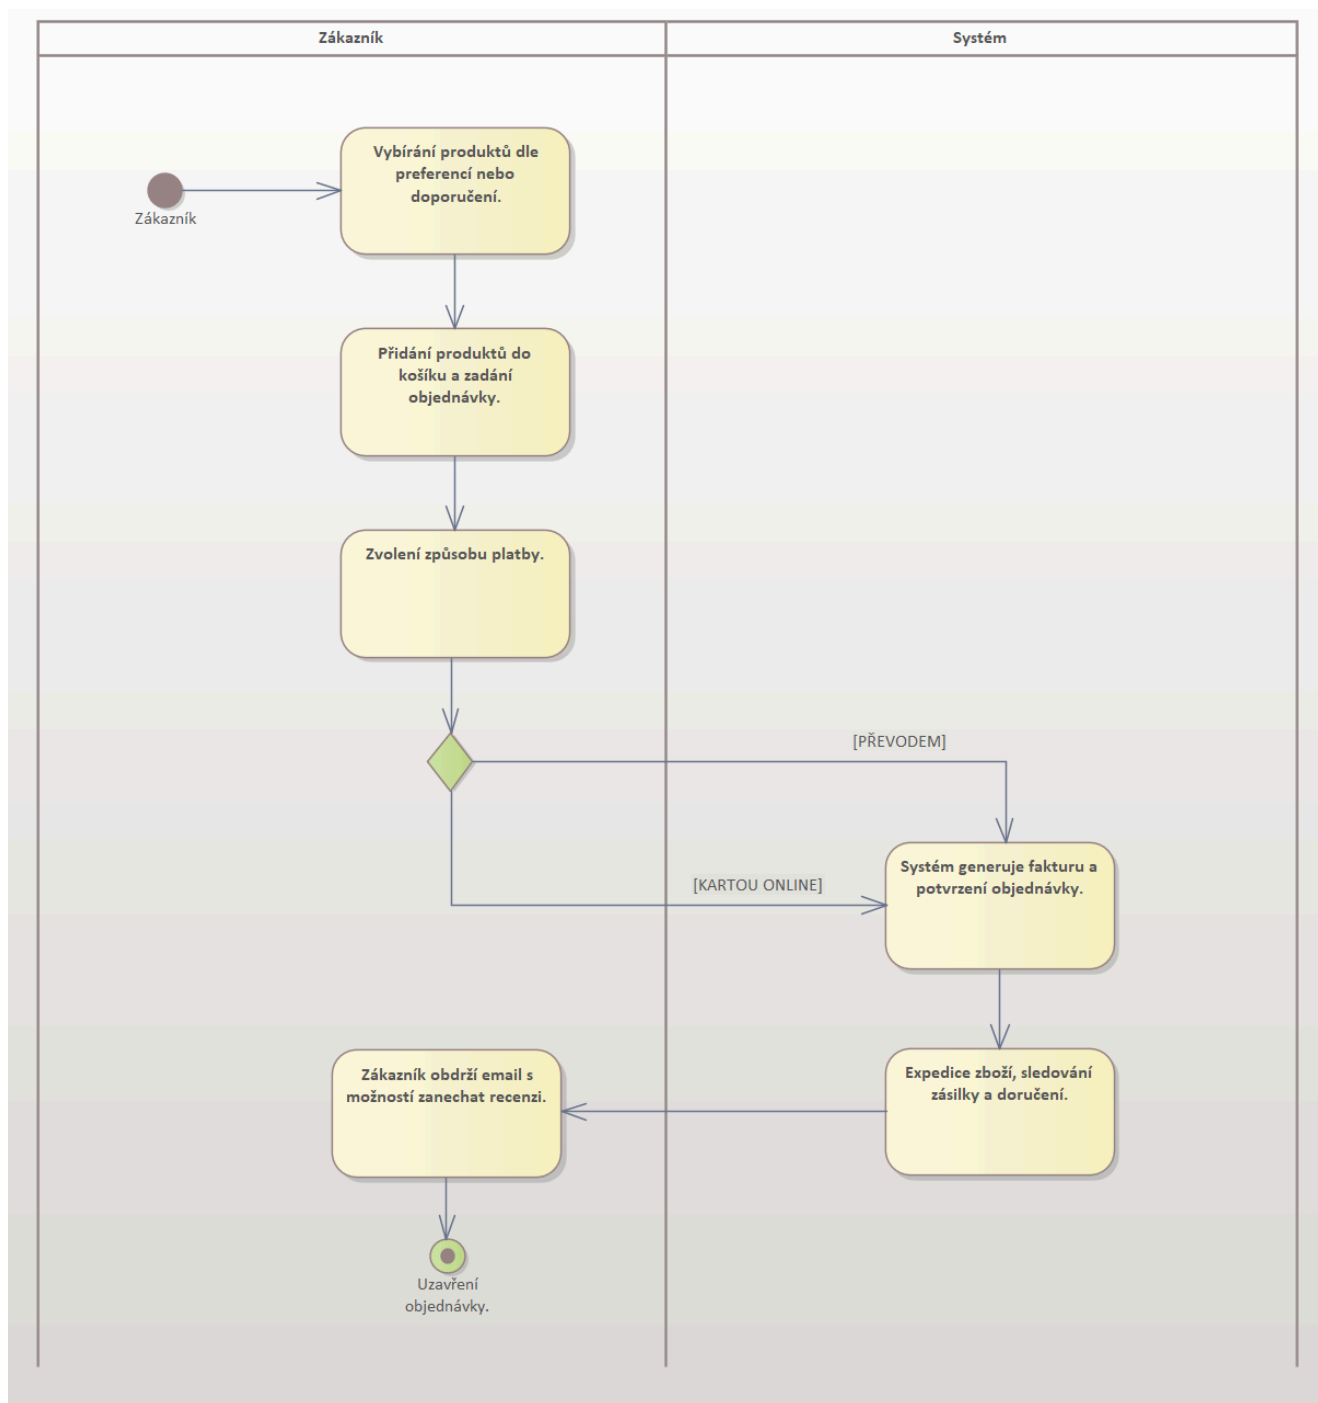 Zákazník
Systém
Vybírání produktů dle
preferencí nebo
doporučení.
Zákazník
Přidání produktů do
košíku a zadání
objednávky.
Zvolení způsobu platby.
[PŘEVODEM]
[KARTOU ONLINE]
Systém generuje fakturu a
potvrzení objednávky.
Expedice zboží, sledování
zásilky a doručení.
Zákazník obdrží email s
možností zanechat recenzi.
Uzavření
objednávky.